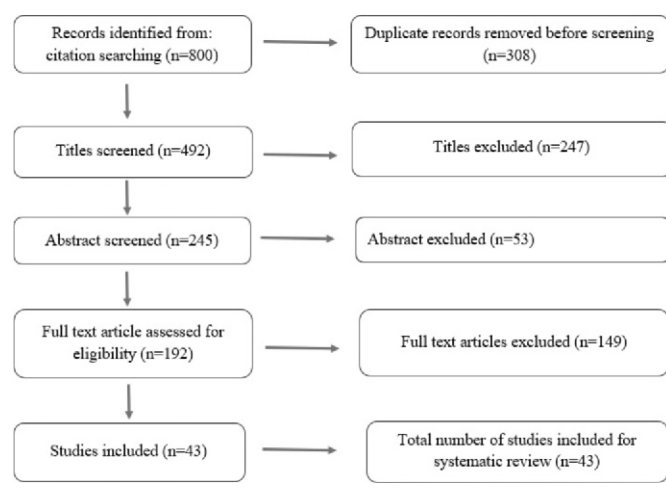 Records identified from:
citation searching (n=800)
Duplicate records removed before screening
(n=308)
Titles screened (n=492)
Titles excluded (n=247)
Abstract screened (n=245)
Abstract excluded (n=53)
Full text article assessed for
eligibility (n=192)
Full text articles excluded (n=149)
Studies included (n=43)
Total number of studies included for
systematic review (n=43)